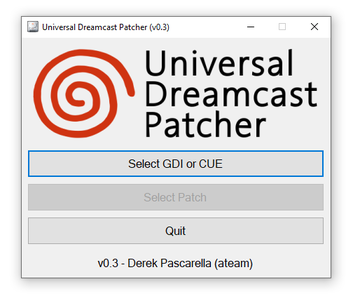 Universal Dreamcast Patcher (v0.3)
Universal
Dreamcast
Patcher
Select GDI or CUE
Select Patch
Quit
v0.3 - Derek Pascarella (ateam)